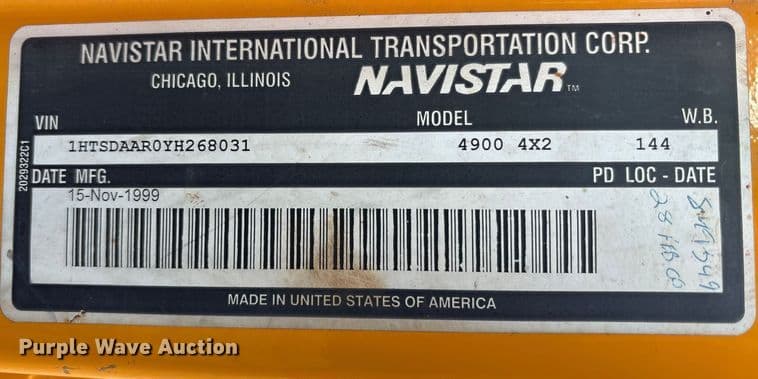 NAVISTAR INTERNATIONAL TRANSPORTATION CORP.
CHICAGO, ILLINOIS NAVISTAR TM
VIN MODEL W.B.
1HTSDAAR0YH268031 4900 4X2 144
2029322C1
DATE MFG. PD LOC - DATE
15-Nov-1999
MADE IN UNITED STATES OF AMERICA
Purple Wave Auction